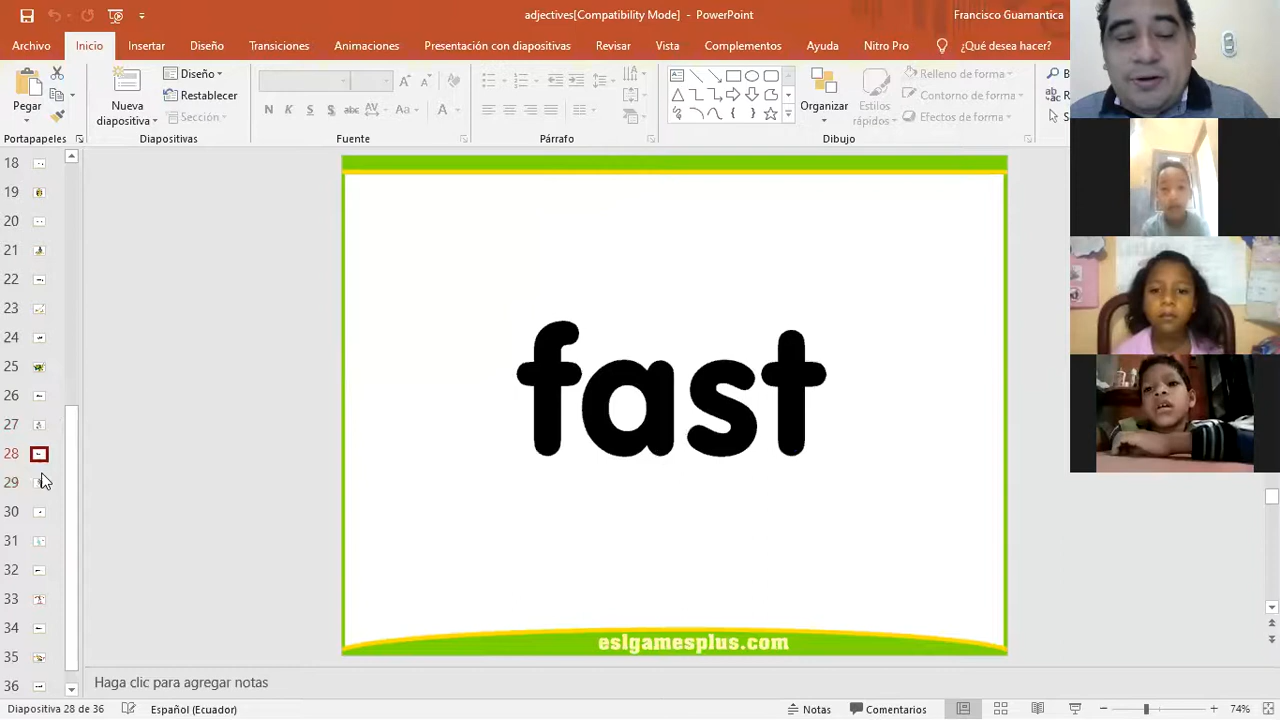 adjectives[Compatibility Mode] - PowerPoint
Francisco Guamantica
Archivo Inicio Insertar Diseño Transiciones Animaciones Presentación con diapositivas Revisar Vista Complementos Ayuda Nitro Pro ¿Qué desea hacer?
Pegar
Nueva diapositiva
Diseño
Restablecer
Sección
N K S abc AV Aa A
Organizar
Estilos rápidos
Relleno de forma
Contorno de forma
Efectos de forma
Portapapeles Diapositivas Fuente Párrafo Dibujo
18
19
20
21
22
23
24
25
26
27
28
29
30
31
32
33
34
35
36
fast
eslgamesplus.com
Haga clic para agregar notas
Diapositiva 28 de 36 Español (Ecuador) Notas Comentarios 74%